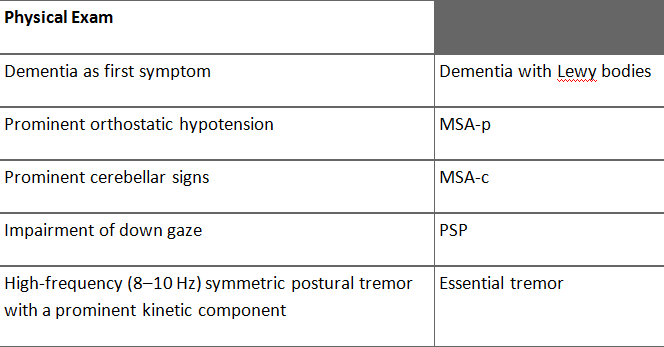 Physical Exam
Dementia as first symptom
Dementia with Lewy bodies
Prominent orthostatic hypotension
MSA-p
Prominent cerebellar signs
MSA-c
Impairment of down gaze
PSP
High-frequency (8–10 Hz) symmetric postural tremor
with a prominent kinetic component
Essential tremor